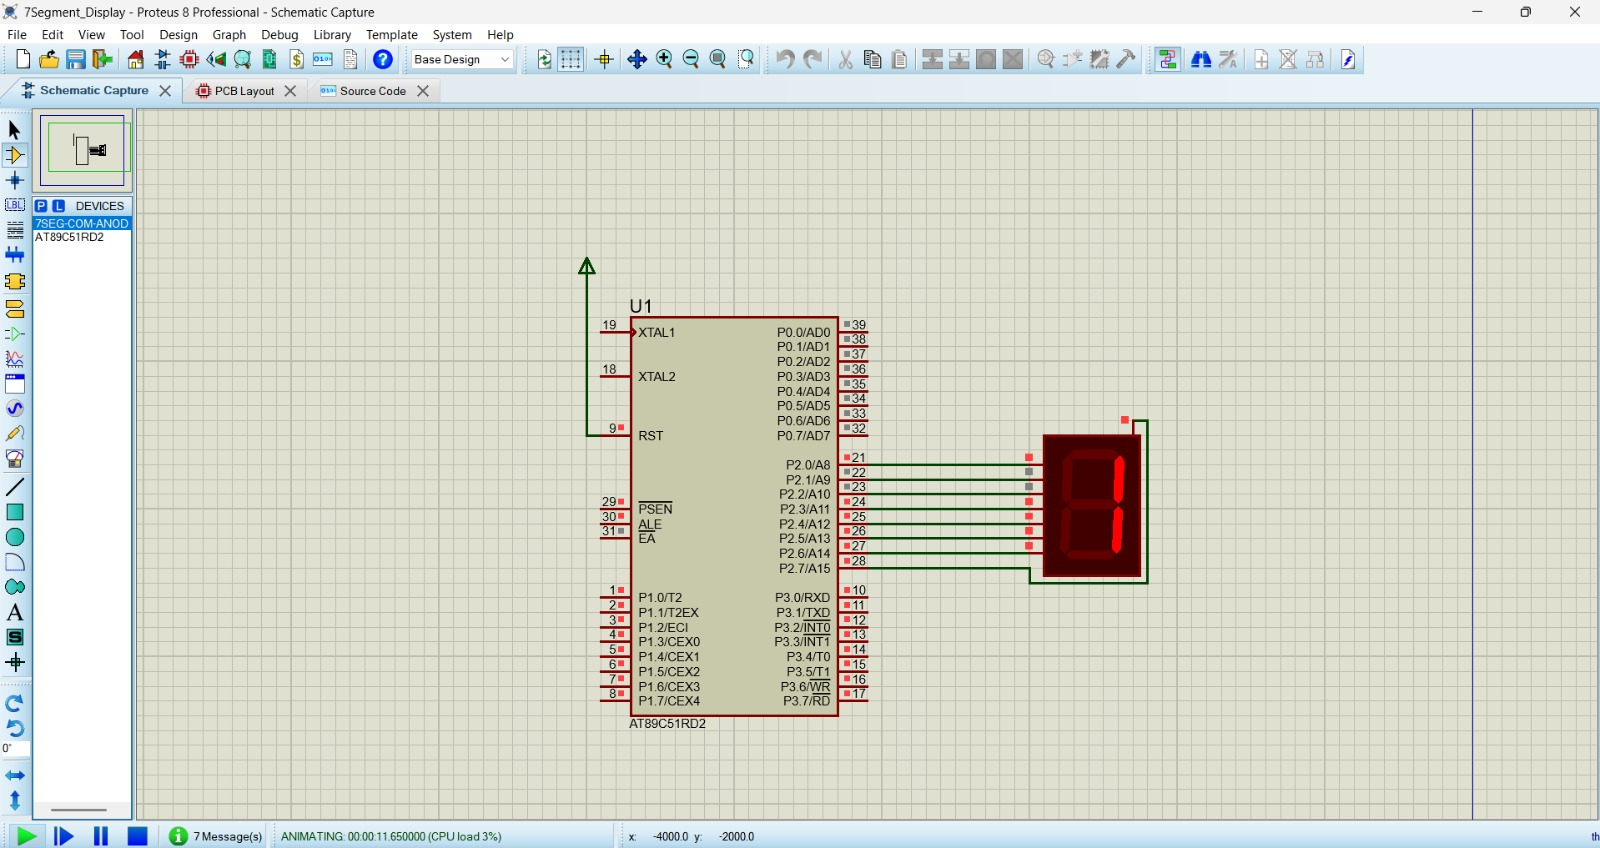 7Segment_Display - Proteus 8 Professional - Schematic Capture
File Edit View Tool Design Graph Debug Library Template System Help
Base Design
Schematic Capture
PCB Layout
Source Code
P L DEVICES
7SEG-COM-ANOD
AT89C51RD2
LBL
A
S
0°
U1
19 XTAL1
18 XTAL2
9 RST
29 PSEN
30 ALE
31 EA
1 P1.0/T2
2 P1.1/T2EX
3 P1.2/ECI
4 P1.3/CEX0
5 P1.4/CEX1
6 P1.5/CEX2
7 P1.6/CEX3
8 P1.7/CEX4
P0.0/AD0 39
P0.1/AD1 38
P0.2/AD2 37
P0.3/AD3 36
P0.4/AD4 35
P0.5/AD5 34
P0.6/AD6 33
P0.7/AD7 32
P2.0/A8 21
P2.1/A9 22
P2.2/A10 23
P2.3/A11 24
P2.4/A12 25
P2.5/A13 26
P2.6/A14 27
P2.7/A15 28
P3.0/RXD 10
P3.1/TXD 11
P3.2/INT0 12
P3.3/INT1 13
P3.4/T0 14
P3.5/T1 15
P3.6/WR 16
P3.7/RD 17
AT89C51RD2
1
7 Message(s)
ANIMATING: 00:00:11.650000 (CPU load 3%)
x: -4000.0 y: -2000.0
th